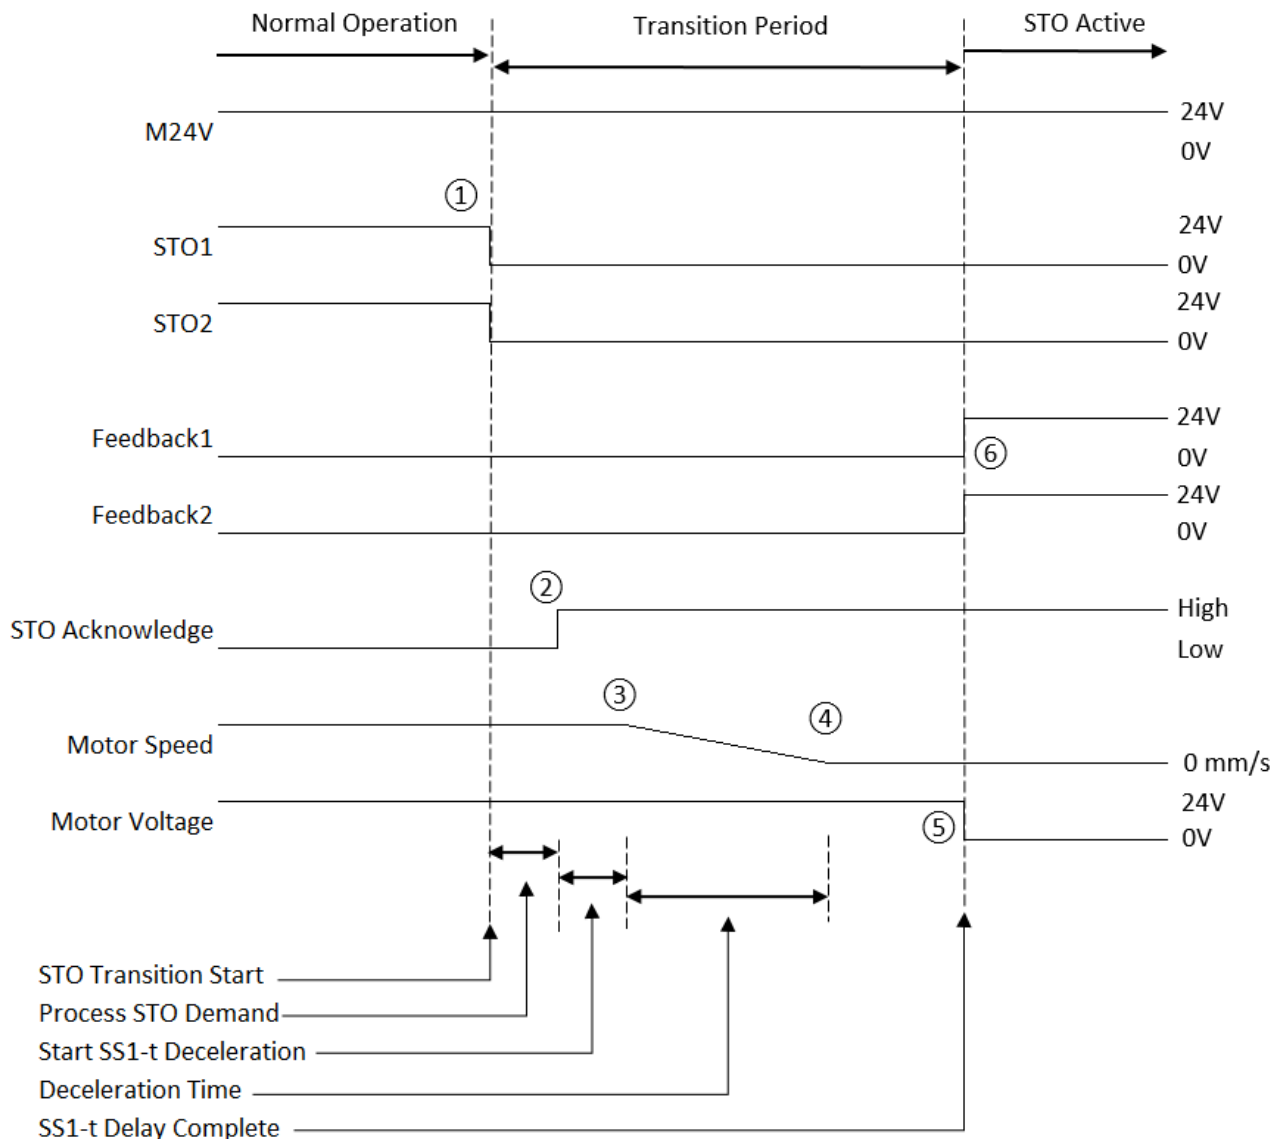 Normal Operation
Transition Period
STO Active
M24V
24V
0V
①
STO1
24V
0V
STO2
24V
0V
Feedback1
24V
⑥
0V
Feedback2
24V
0V
②
STO Acknowledge
High
Low
③
④
Motor Speed
0 mm/s
Motor Voltage
24V
⑤
0V
STO Transition Start
Process STO Demand
Start SS1-t Deceleration
Deceleration Time
SS1-t Delay Complete